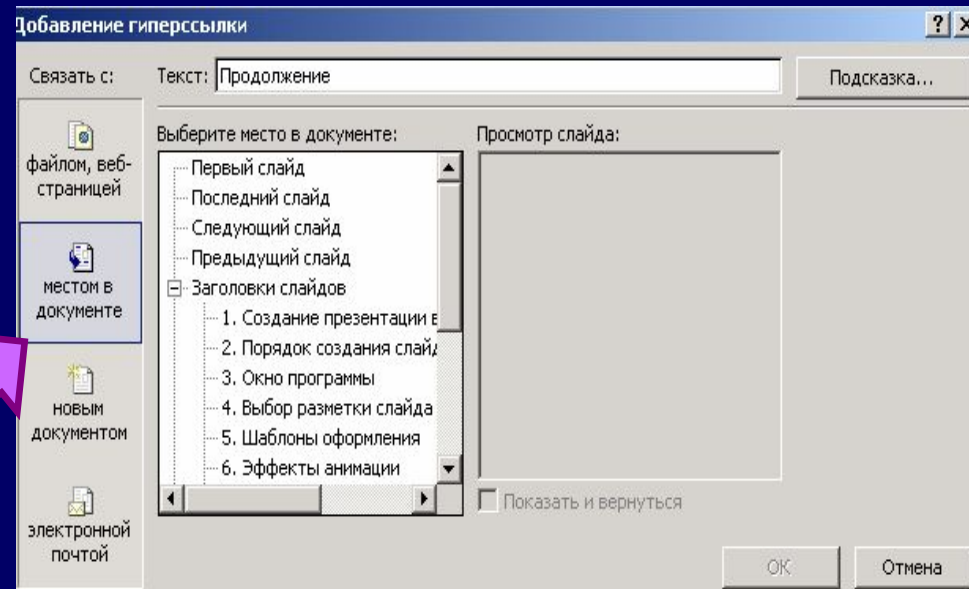 Добавление гиперссылки
Связать с:
Текст: Продолжение
Подсказка...
файлом, веб-
страницей
местом в
документе
новым
документом
электронной
почтой
Выберите место в документе:
Первый слайд
Последний слайд
Следующий слайд
Предыдущий слайд
Заголовки слайдов
1. Создание презентации в
2. Порядок создания слайд
3. Окно программы
4. Выбор разметки слайда
5. Шаблоны оформления
6. Эффекты анимации
Просмотр слайда:
Показать и вернуться
ОК
Отмена